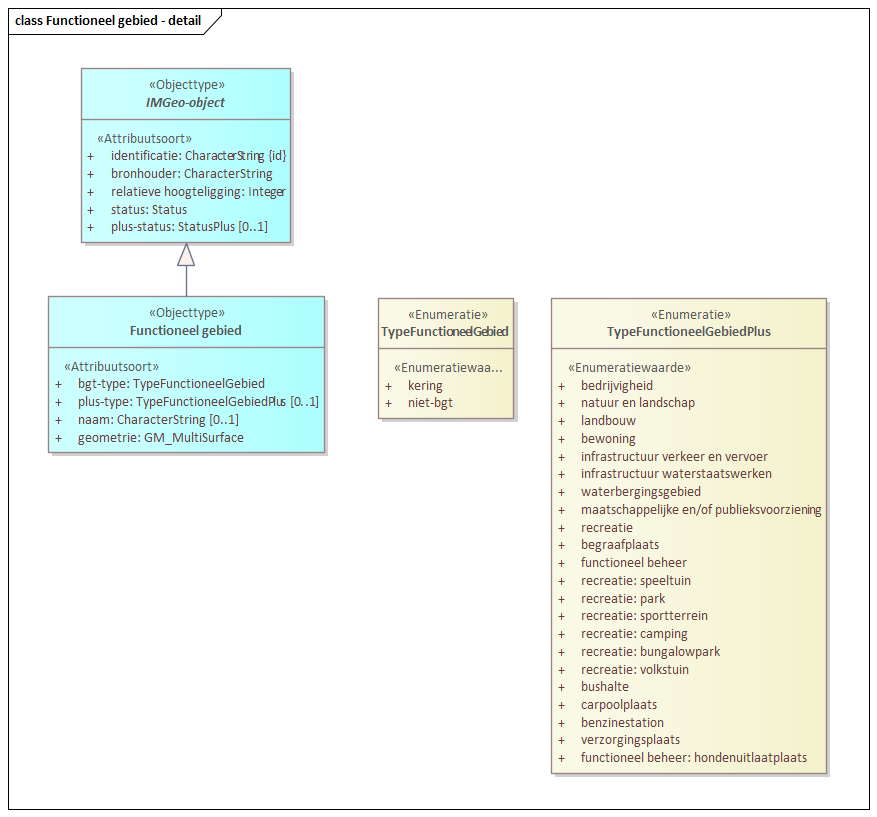 class Functioneel gebied - detail
«Objecttype»
IMGeo-object
«Attribuutsoort»
+ identificatie: CharacterString {id}
+ bronhouder: CharacterString
+ relatieve hoogteligging: Integer
+ status: Status
+ plus-status: StatusPlus [0..1]
«Objecttype»
Functioneel gebied
«Attribuutsoort»
+ bgt-type: TypeFunctioneelGebied
+ plus-type: TypeFunctioneelGebiedPlus [0..1]
+ naam: CharacterString [0..1]
+ geometrie: GM_MultiSurface
«Enumeratie»
TypeFunctioneelGebied
«Enumeratiewaa...
+ kering
+ niet-bgt
«Enumeratie»
TypeFunctioneelGebiedPlus
«Enumeratiewaarde»
+ bedrijvigheid
+ natuur en landschap
+ landbouw
+ bewoning
+ infrastructuur verkeer en vervoer
+ infrastructuur waterstaatswerken
+ waterbergingsgebied
+ maatschappelijke en/of publieksvoorziening
+ recreatie
+ begraafplaats
+ functioneel beheer
+ recreatie: speeltuin
+ recreatie: park
+ recreatie: sportterrein
+ recreatie: camping
+ recreatie: bungalowpark
+ recreatie: volkstuin
+ bushalte
+ carpoolplaats
+ benzinestation
+ verzorgingsplaats
+ functioneel beheer: hondenuitlaatplaats